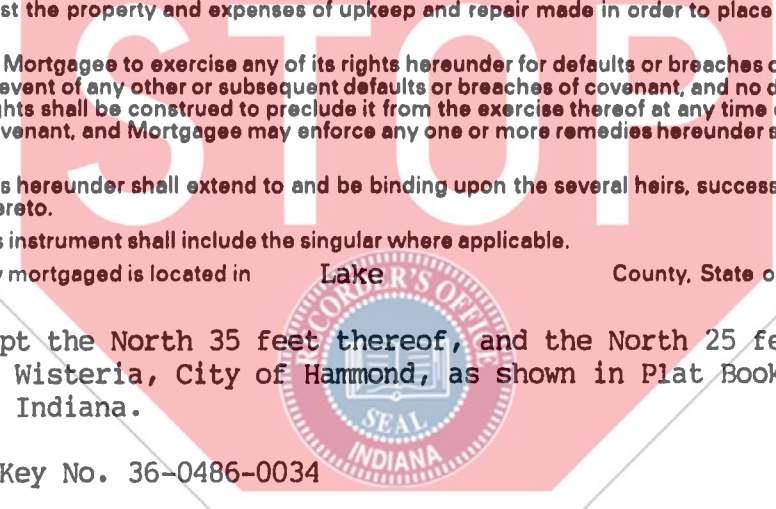 st the property and expenses of upkeep and repair made in order to place
STOP
Mortgagee to exercise any of its rights hereunder for defaults or breaches o
event of any other or subsequent defaults or breaches of covenant, and no d
ghts shall be construed to preclude it from the exercise thereof at any time
venant, and Mortgagee may enforce any one or more remedies hereunder s
s hereunder shall extend to and be binding upon the several heirs, success
ereto.
s instrument shall include the singular where applicable.
y mortgaged is located in Lake County, State o
RECORDER'S OFFICE
pt the North 35 feet thereof, and the North 25 fe
Wisteria, City of Hammond, as shown in Plat Book
Indiana.
SEAL
INDIANA
Key No. 36-0486-0034